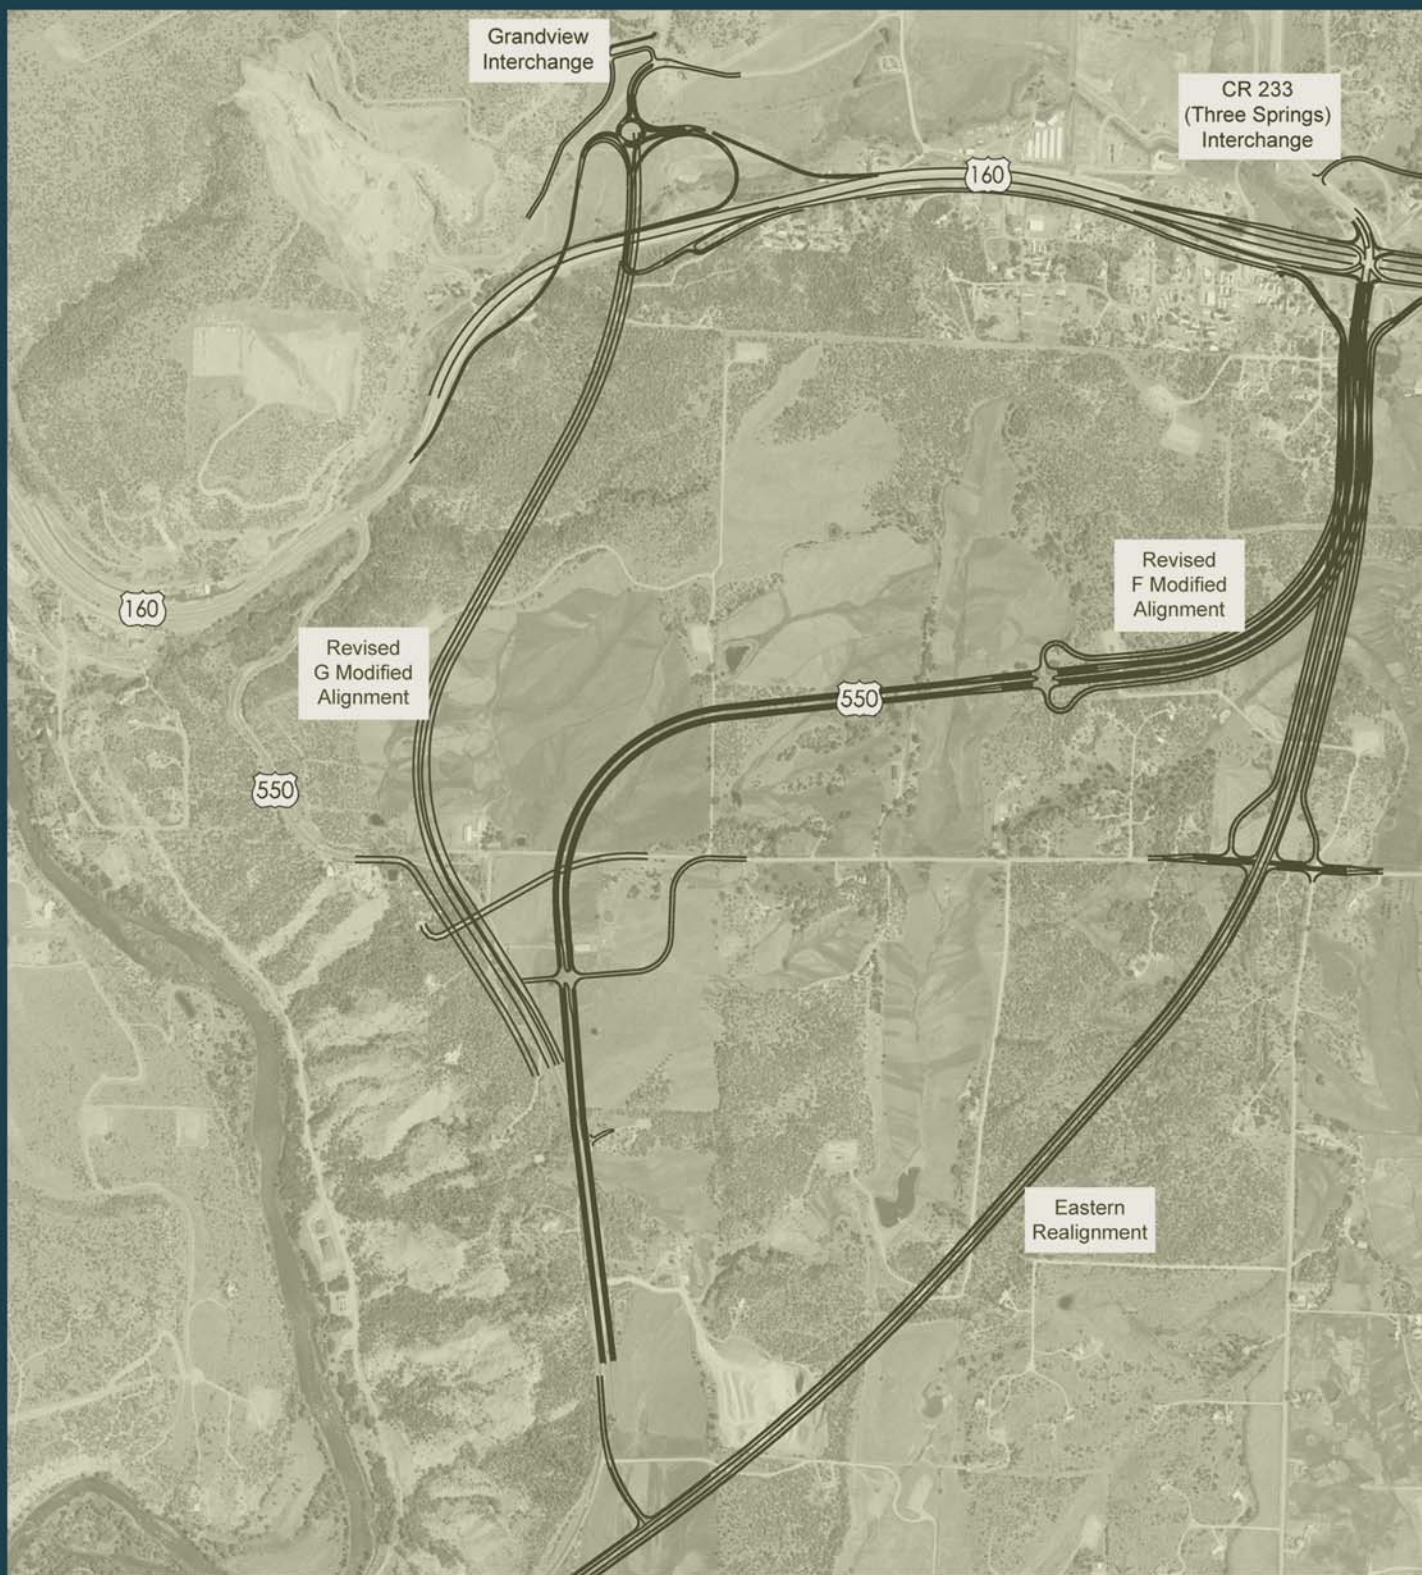 Grandview
Interchange
CR 233
(Three Springs)
Interchange
160
Revised
F Modified
Alignment
160
Revised
G Modified
Alignment
550
550
Eastern
Realignment